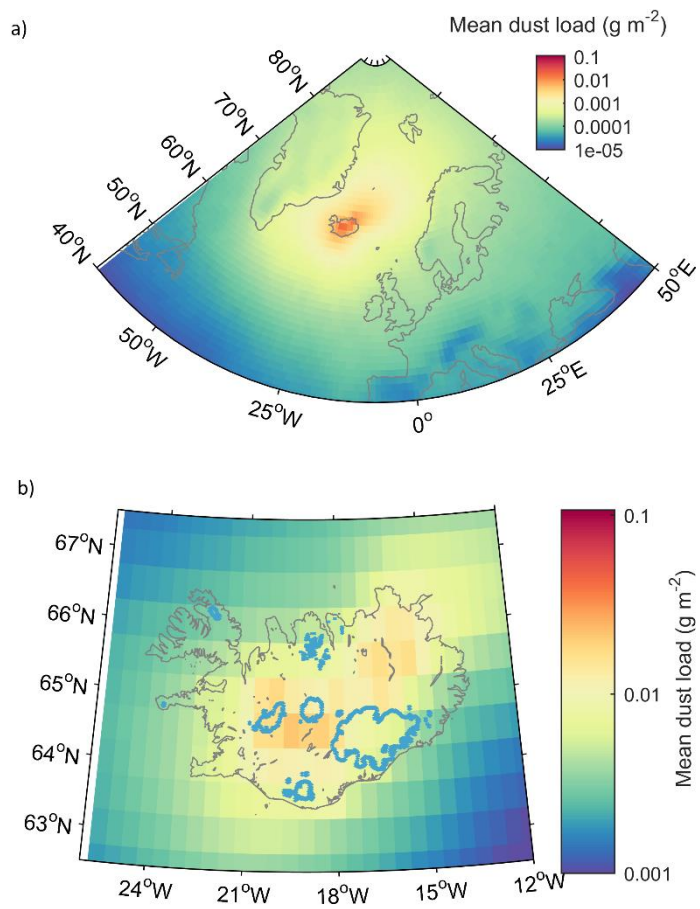 a)
Mean dust load (g m-2)
0.1
0.01
0.001
0.0001
1e-05
80°N
70°N
60°N
50°N
40°N
50°W
25°W
0°
25°E
50°E
b)
67°N
66°N
65°N
64°N
63°N
24°W
21°W
18°W
15°W
12°W
0.1
0.01
0.001
Mean dust load (g m-2)